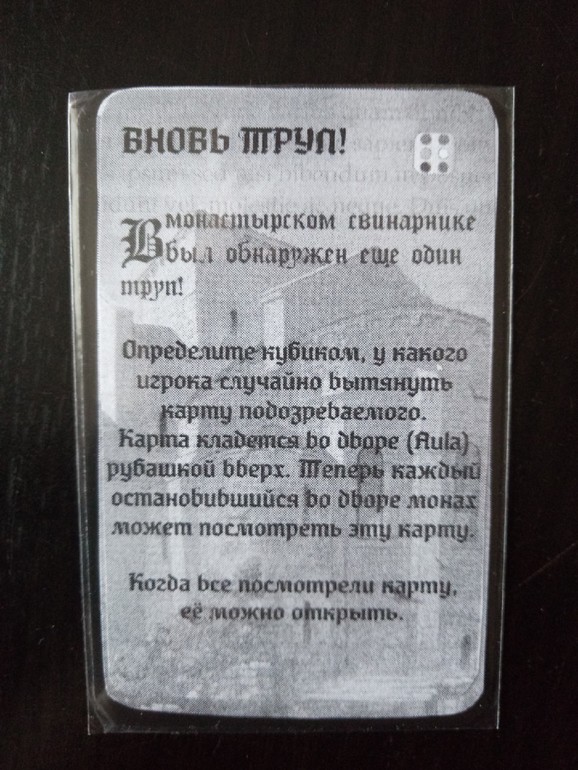 ВНОВЬ ТРУП!
В монастырском свинарнике
был обнаружен еще один
труп!
Определите кубиком, у какого
игрока случайно вытянуть
карту подозреваемого.
Карта кладется во дворе (Aula)
рубашкой вверх. Теперь каждый
остановившийся во дворе монах
может посмотреть эту карту.
Когда все посмотрели карту,
её можно открыть.